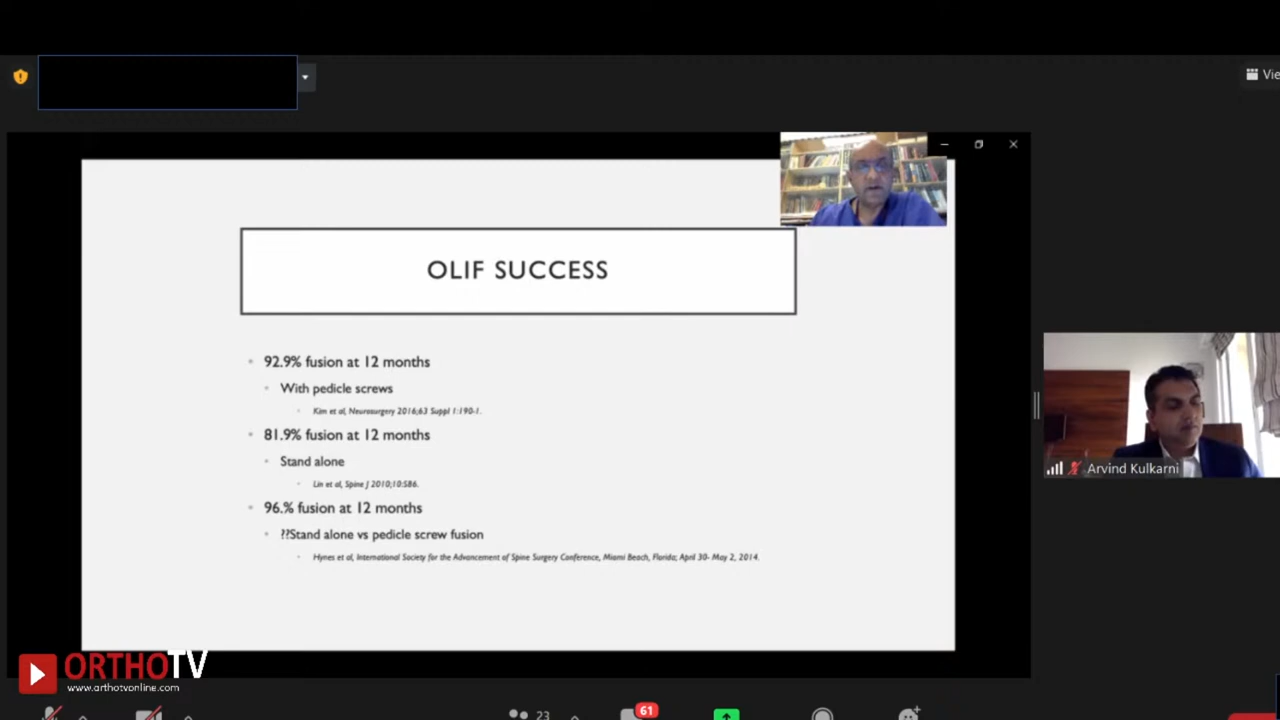 Vie
OLIF SUCCESS
92.9% fusion at 12 months
With pedicle screws
Kim et al, Neurosurgery 2016;63 Suppl 1:190-1.
81.9% fusion at 12 months
Stand alone
Lin et al, Spine J 2010;10:S86.
96.% fusion at 12 months
??Stand alone vs pedicle screw fusion
Hynes et al, International Society for the Advancement of Spine Surgery Conference, Miami Beach, Florida; April 30- May 2, 2014.
Arvind Kulkarni
ORTHOTV
www.orthotvonline.com
23
61